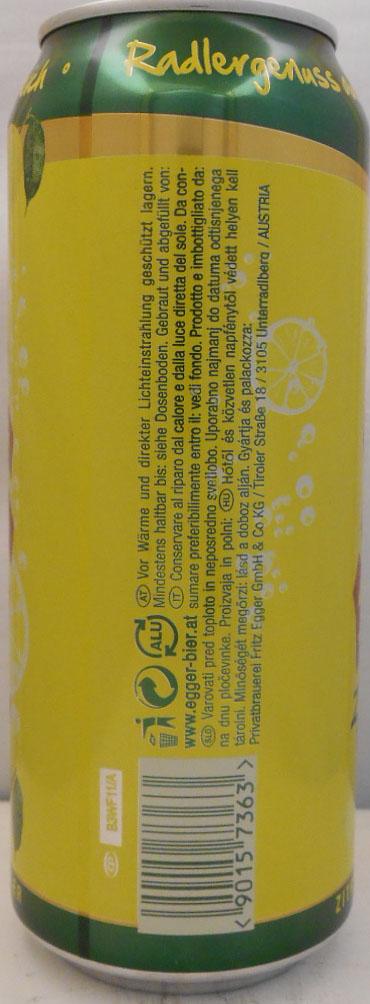 ch • Radlergenuss
(AT) Vor Wärme und direkter Lichteinstrahlung geschützt lagern.
Mindestens haltbar bis: siehe Dosenboden. Gebraut und abgefüllt von:
(IT) Conservare al riparo dal calore e dalla luce diretta del sole. Da con-
sumare preferibilmente entro il: vedi fondo. Prodotto e imbottigliato da:
(SLO) Varovati pred toploto in neposredno svetlobo. Uporabno najmanj do datuma odtisnjenega
na dnu pločevinke. Proizvaja in polni: (HU) Hőtől és közvetlen napfénytől védett helyen kell
tárolni. Minőségét megőrzi: lásd a doboz alján. Gyártja és palackozza:
Privatbrauerei Fritz Egger GmbH & Co KG / Tiroler Straße 18 / 3105 Unterradlberg / AUSTRIA
ALU
www.egger-bier.at
B3WF11/A
<9015 7363>
ER
ZIT